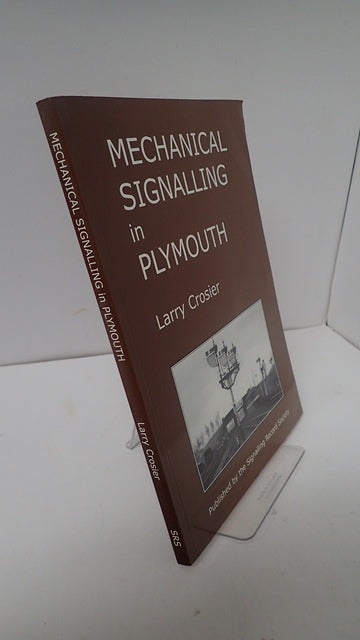 MECHANICAL
SIGNALLING
in
PLYMOUTH
Larry Crosier
Published by the Signalling Record Society
MECHANICAL SIGNALLING in PLYMOUTH
Larry Crosier
SRS